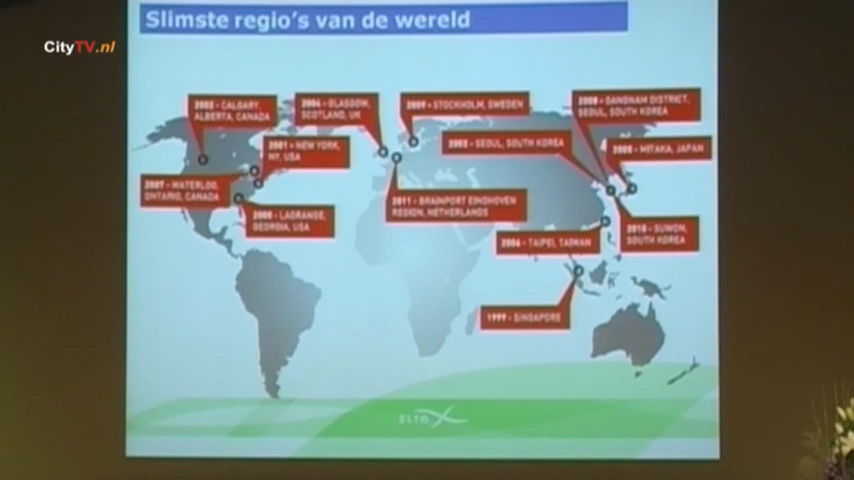 Slimste regio's van de wereld
CityTV.nl
2002 - CALGARY,
ALBERTA, CANADA
2004 - GLASGOW,
SCOTLAND, UK
2009 - STOCKHOLM, SWEDEN
2008 - GANGNAM DISTRICT,
SEOUL, SOUTH KOREA
2001 - NEW YORK,
NY, USA
2002 - SEOUL, SOUTH KOREA
2005 - MITAKA, JAPAN
2007 - WATERLOO,
ONTARIO, CANADA
2011 - BRAINPORT EINDHOVEN
REGION, NETHERLANDS
2000 - LAGRANGE,
GEORGIA, USA
2010 - SUWON,
SOUTH KOREA
2006 - TAIPEI, TAIWAN
1999 - SINGAPORE
ZLTO